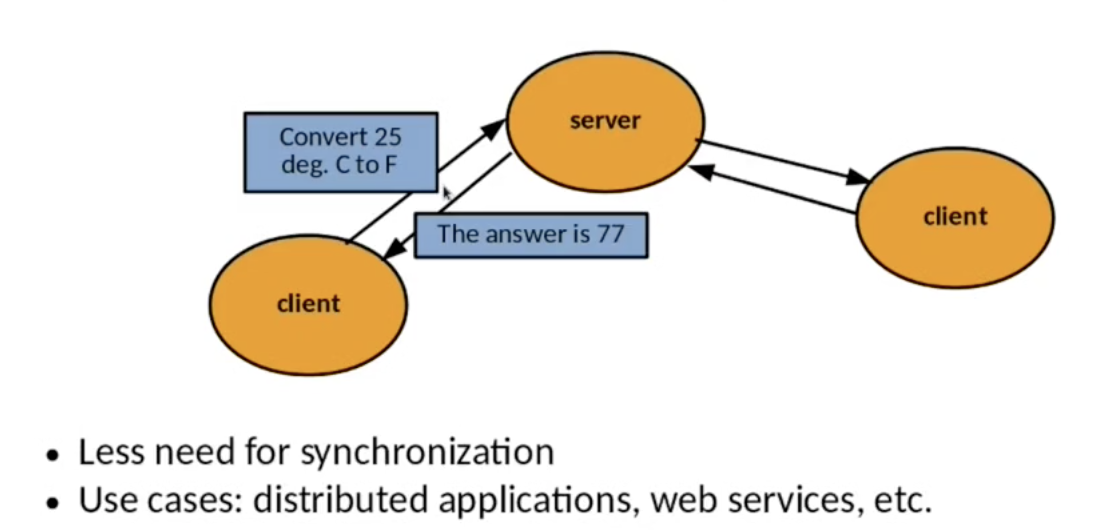 server
Convert 25
deg. C to F
client
The answer is 77
client
• Less need for synchronization
• Use cases: distributed applications, web services, etc.